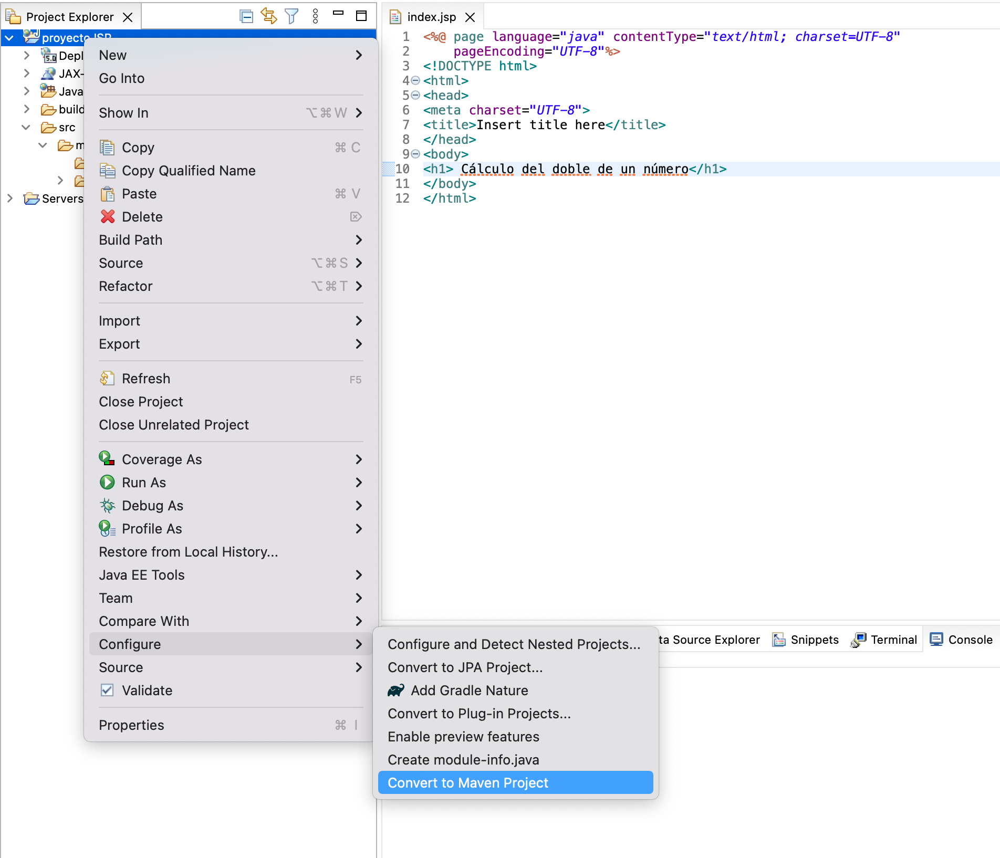 Project Explorer
proyectoJSP
5.0 Depl
JAX-
Java
build
src
m
Servers
New
Go Into
Show In ⌥⌘W
Copy ⌘ C
Copy Qualified Name
Paste ⌘ V
Delete ⌦
Build Path
Source ⌥⌘S
Refactor ⌥⌘T
Import
Export
Refresh F5
Close Project
Close Unrelated Project
Coverage As
Run As
Debug As
Profile As
Restore from Local History...
Java EE Tools
Team
Compare With
Configure
Source
Validate
Properties ⌘ I
Configure and Detect Nested Projects...
Convert to JPA Project...
Add Gradle Nature
Convert to Plug-in Projects...
Enable preview features
Create module-info.java
Convert to Maven Project
index.jsp
1 <%@ page language="java" contentType="text/html; charset=UTF-8"
2 pageEncoding="UTF-8"%>
3 <!DOCTYPE html>
4 <html>
5 <head>
6 <meta charset="UTF-8">
7 <title>Insert title here</title>
8 </head>
9 <body>
10 <h1> Cálculo del doble de un número</h1>
11 </body>
12 </html>
ta Source Explorer Snippets Terminal Console